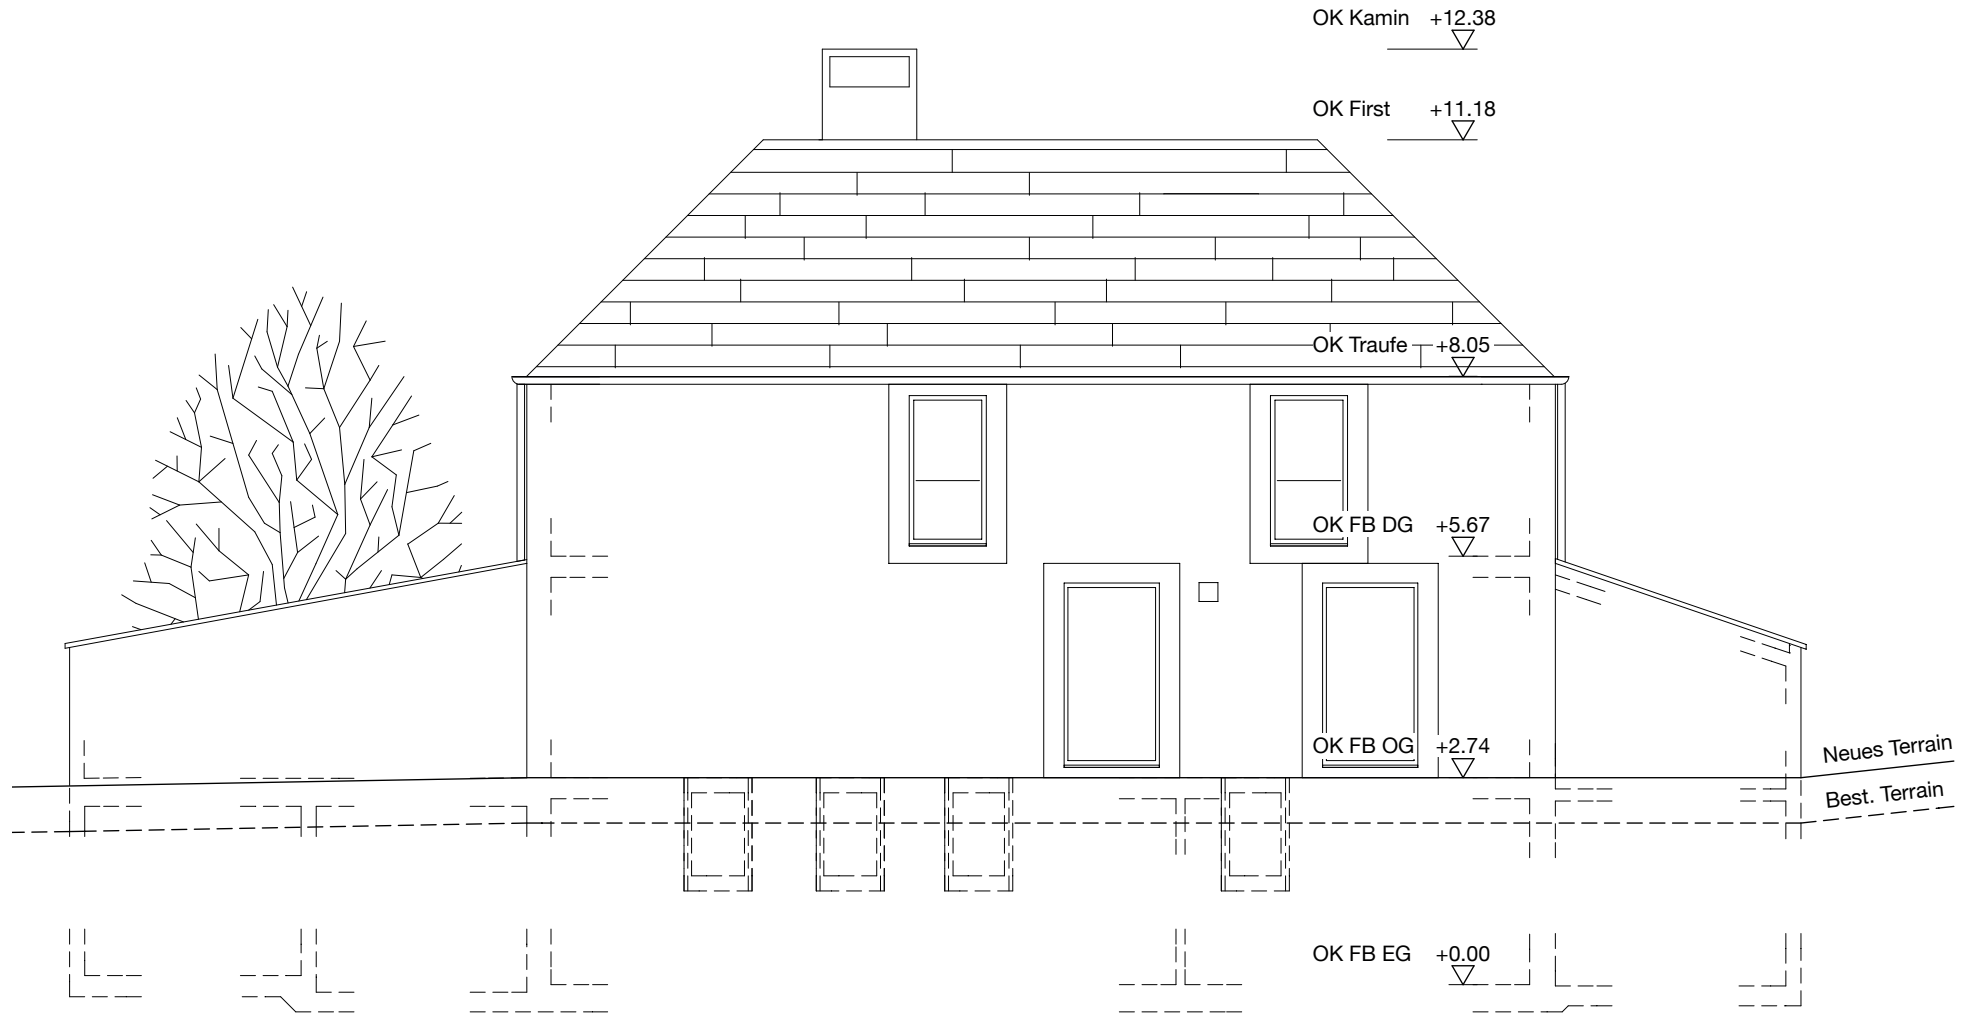 OK Kamin +12.38
OK First +11.18
OK Traufe +8.05
OK FB DG +5.67
OK FB OG +2.74
Neues Terrain
Best. Terrain
OK FB EG +0.00